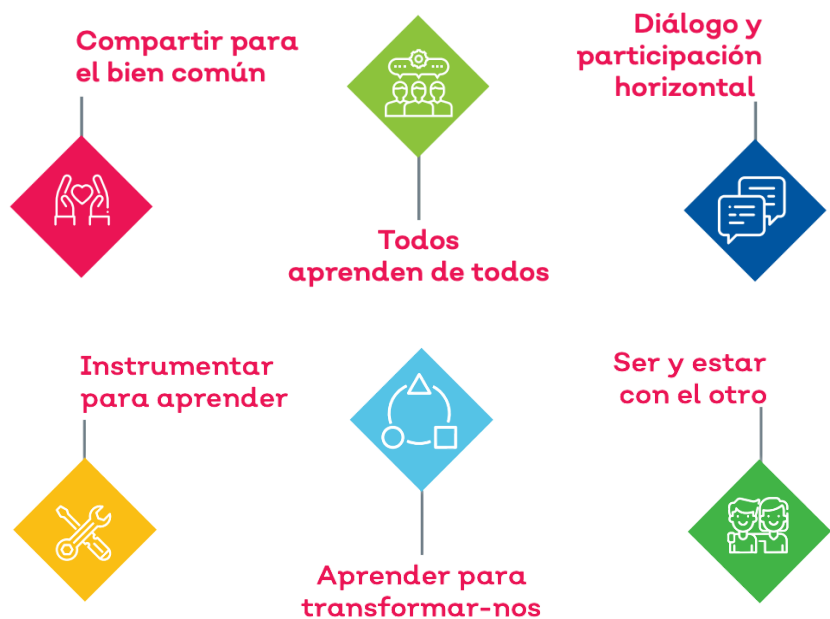 Compartir para
el bien común
Todos
aprenden de todos
Diálogo y
participación
horizontal
Instrumentar
para aprender
Aprender para
transformar-nos
Ser y estar
con el otro